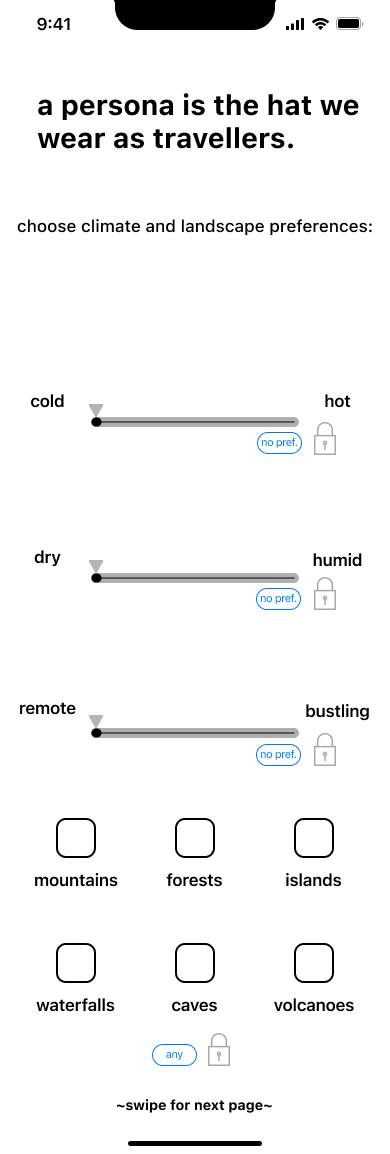 9:41
a persona is the hat we
wear as travellers.
choose climate and landscape preferences:
cold hot
no pref.
dry humid
no pref.
remote bustling
no pref.
mountains forests islands
waterfalls caves volcanoes
any
~swipe for next page~